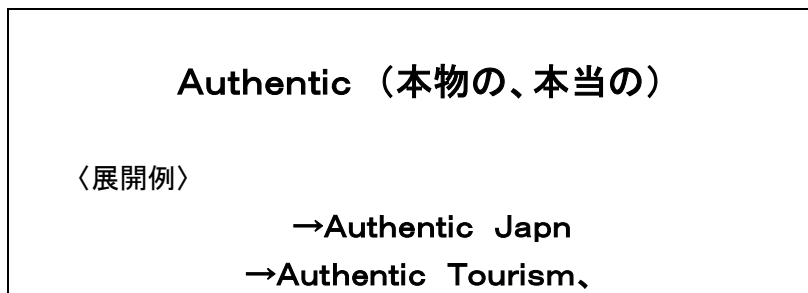 Authentic （本物の、本当の）
〈展開例〉
→Authentic Japn
→Authentic Tourism、